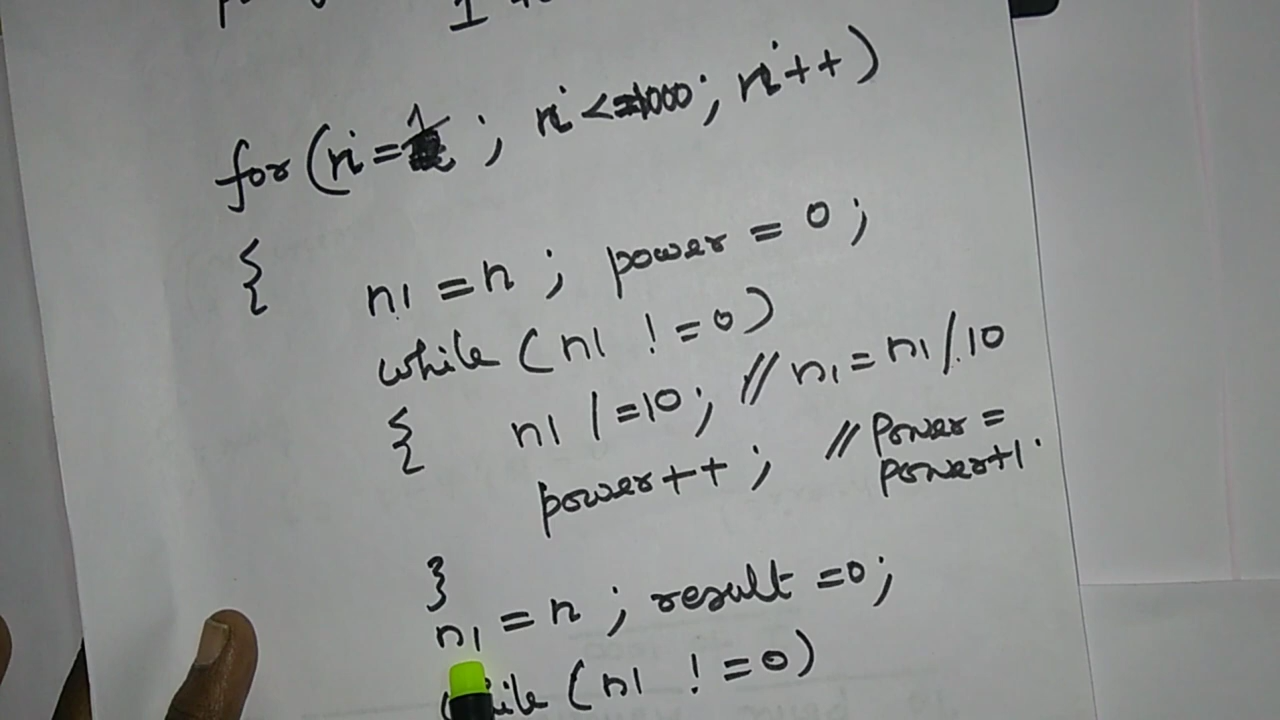 for (n=1; n<=1000; n++)
{ n1 = n; power = 0;
while (n1 != 0)
{ n1 /=10; // n1 = n1/10
power++; // power =
power+1.
}
n1 = n; result =0;
while (n1 != 0)